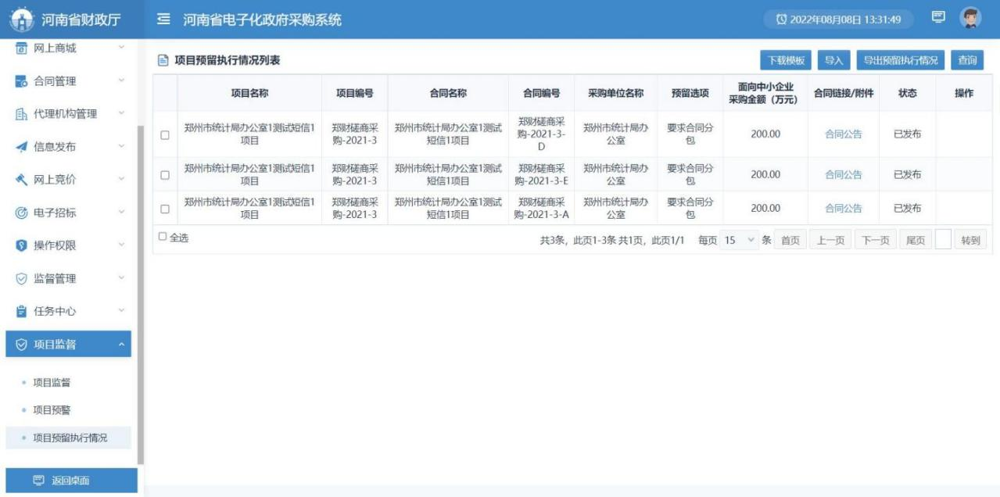 河南省财政厅
河南省电子化政府采购系统
2022年08月08日 13:31:49
网上商城
合同管理
代理机构管理
信息发布
网上竞价
电子招标
操作权限
监督管理
任务中心
项目监督
项目监督
项目预警
项目预留执行情况
返回桌面
项目预留执行情况列表
下载模板 导入 导出预留执行情况 查询
项目名称 项目编号 合同名称 合同编号 采购单位名称 预留选项 面向中小企业 合同链接/附件 状态 操作
采购金额（万元）
郑财磋商采
郑州市统计局办公室1测试短信1 郑财磋商采 郑州市统计局办公室1测试 购-2021-3- 郑州市统计局办 要求合同分 200.00 合同公告 已发布
项目 购-2021-3 短信1项目 D 公室 包
郑州市统计局办公室1测试短信1 郑财磋商采 郑州市统计局办公室1测试 郑财磋商采 郑州市统计局办 要求合同分 200.00 合同公告 已发布
项目 购-2021-3 短信1项目 购-2021-3-E 公室 包
郑州市统计局办公室1测试短信1 郑财磋商采 郑州市统计局办公室1测试 郑财磋商采 郑州市统计局办 要求合同分 200.00 合同公告 已发布
项目 购-2021-3 短信1项目 购-2021-3-A 公室 包
全选 共3条，此页1-3条 共1页，此页1/1 每页 15 条 首页 上一页 下一页 尾页 转到